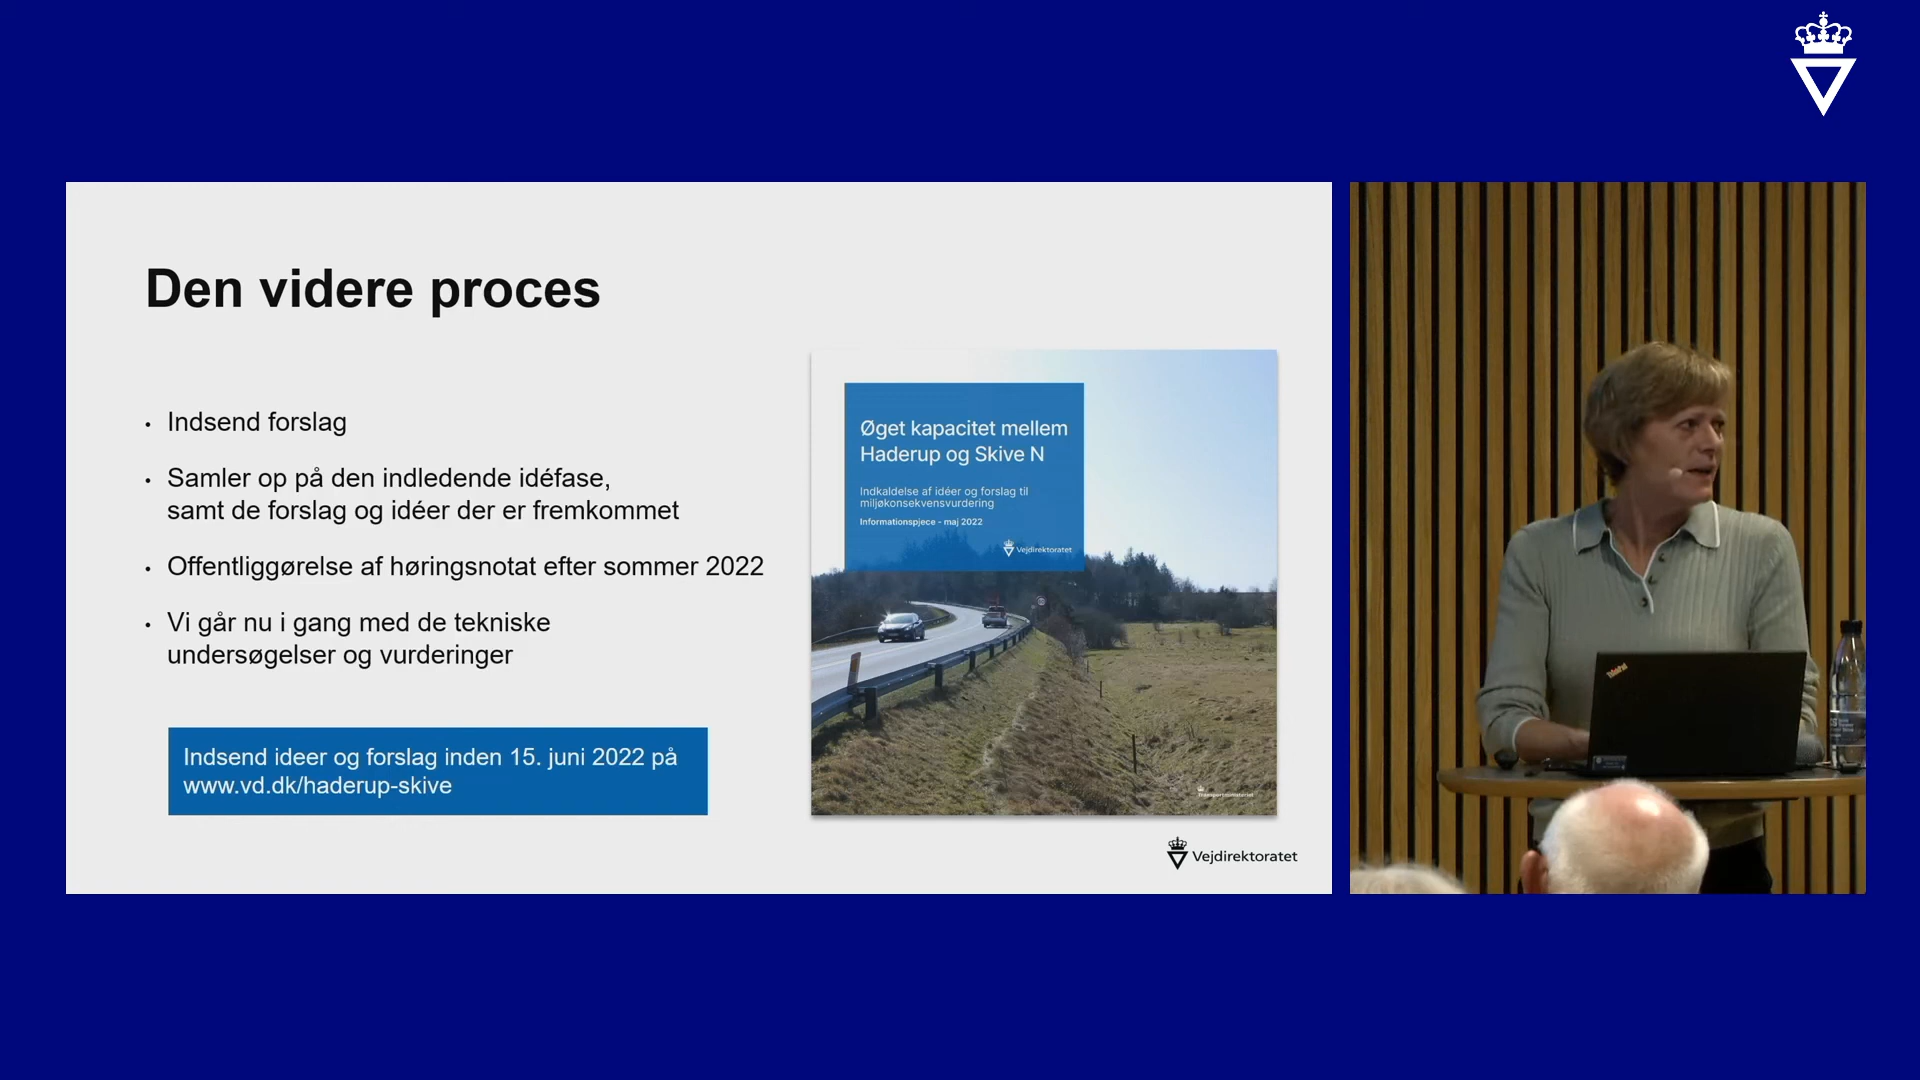 Den videre proces
• Indsend forslag
• Samler op på den indledende idéfase,
samt de forslag og idéer der er fremkommet
• Offentliggørelse af høringsnotat efter sommer 2022
• Vi går nu i gang med de tekniske
undersøgelser og vurderinger
Indsend ideer og forslag inden 15. juni 2022 på
www.vd.dk/haderup-skive
Øget kapacitet mellem
Haderup og Skive N
Indkaldelse af idéer og forslag til
miljøkonsekvensvurdering
Informationspjece - maj 2022
Vejdirektoratet
Transportministeriet
Vejdirektoratet
ThinkPad